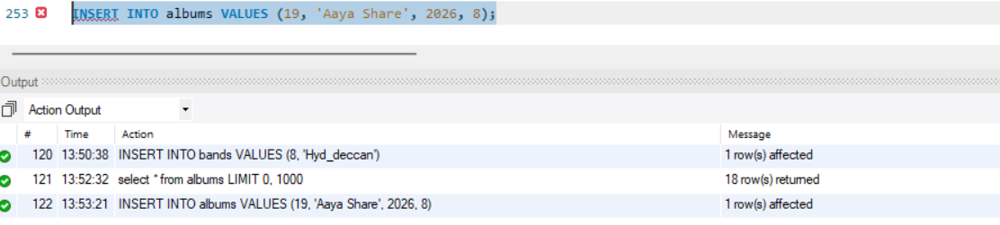 253 INSERT INTO albums VALUES (19, 'Aaya Share', 2026, 8);
Output
Action Output
# Time Action Message
120 13:50:38 INSERT INTO bands VALUES (8, 'Hyd_deccan') 1 row(s) affected
121 13:52:32 select * from albums LIMIT 0, 1000 18 row(s) returned
122 13:53:21 INSERT INTO albums VALUES (19, 'Aaya Share', 2026, 8) 1 row(s) affected